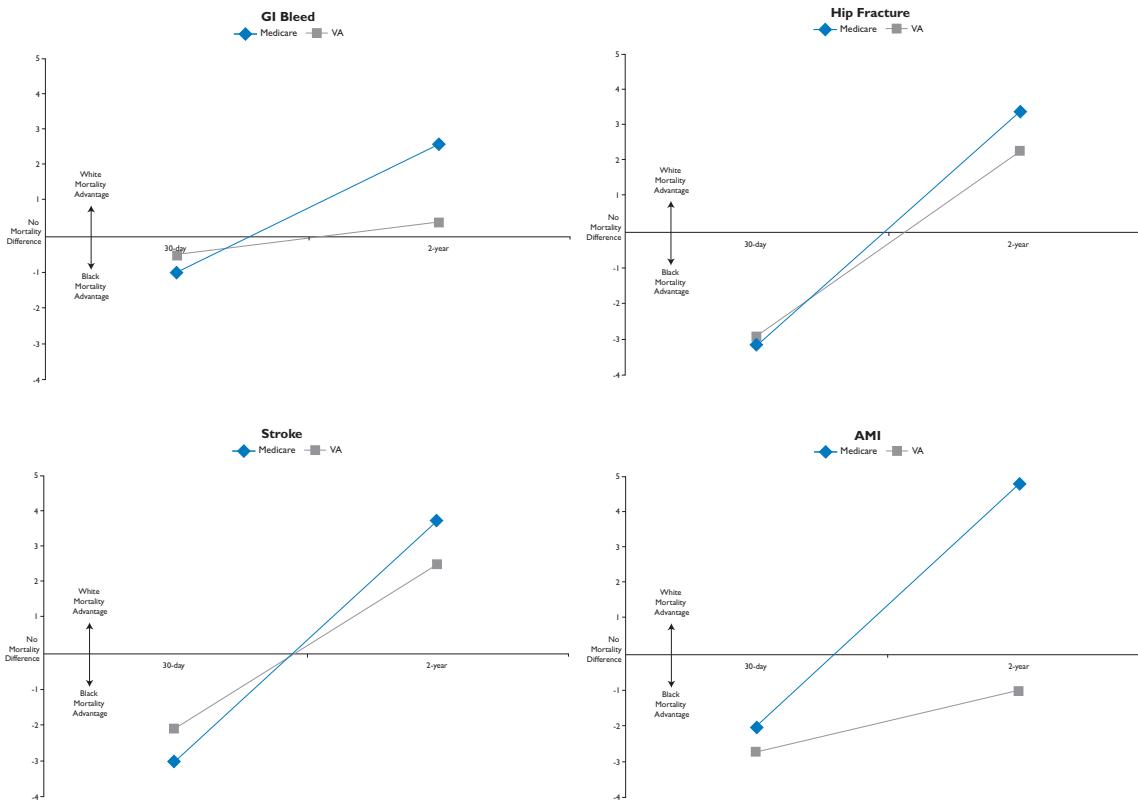 GI Bleed
Medicare VA
5
4
3
2
1
No
Mortality
Difference
-1
-2
-3
-4
White
Mortality
Advantage
Black
Mortality
Advantage
30-day
2-year
Hip Fracture
Medicare VA
5
4
3
2
1
No
Mortality
Difference
-1
-2
-3
-4
White
Mortality
Advantage
Black
Mortality
Advantage
30-day
2-year
Stroke
Medicare VA
5
4
3
2
1
No
Mortality
Difference
-1
-2
-3
-4
White
Mortality
Advantage
Black
Mortality
Advantage
30-day
2-year
AMI
Medicare VA
5
4
3
2
1
No
Mortality
Difference
-1
-2
-3
-4
White
Mortality
Advantage
Black
Mortality
Advantage
30-day
2-year